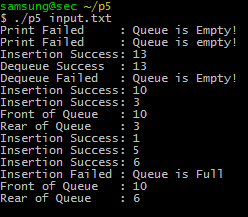 samsung@sec ~/p5
$ ./p5 input.txt
Print Failed     : Queue is Empty!
Print Failed     : Queue is empty!
Insertion Success: 13
Dequeue Success  : 13
Dequeue Failed   : Queue is Empty!
Insertion Success: 10
Insertion Success: 3
Front of Queue   : 10
Rear of Queue    : 3
Insertion Success: 1
Insertion Success: 5
Insertion Success: 6
Insertion Failed : Queue is Full
Front of Queue   : 10
Rear of Queue    : 6